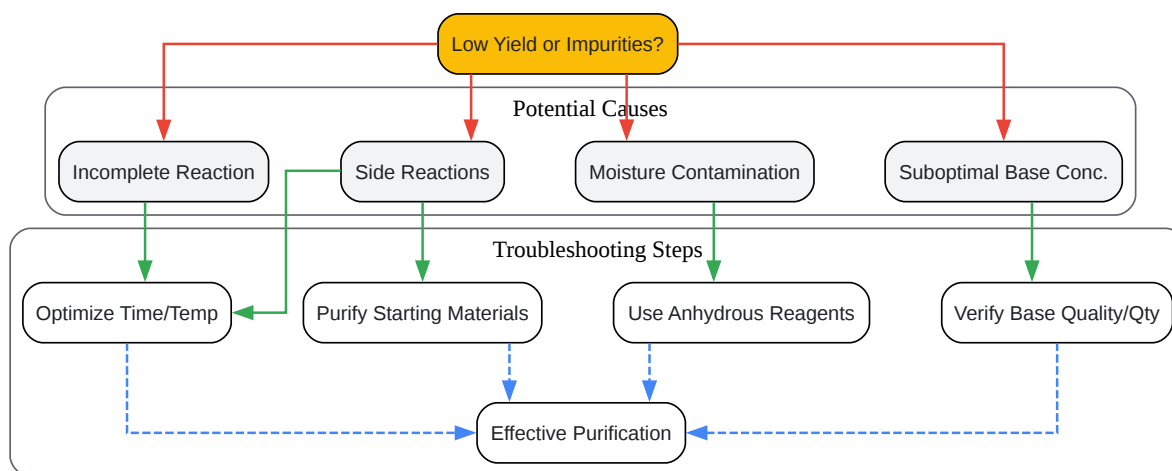 Low Yield or Impurities?
Potential Causes
Incomplete Reaction
Side Reactions
Moisture Contamination
Suboptimal Base Conc.
Troubleshooting Steps
Optimize Time/Temp
Purify Starting Materials
Use Anhydrous Reagents
Verify Base Quality/Qty
Effective Purification